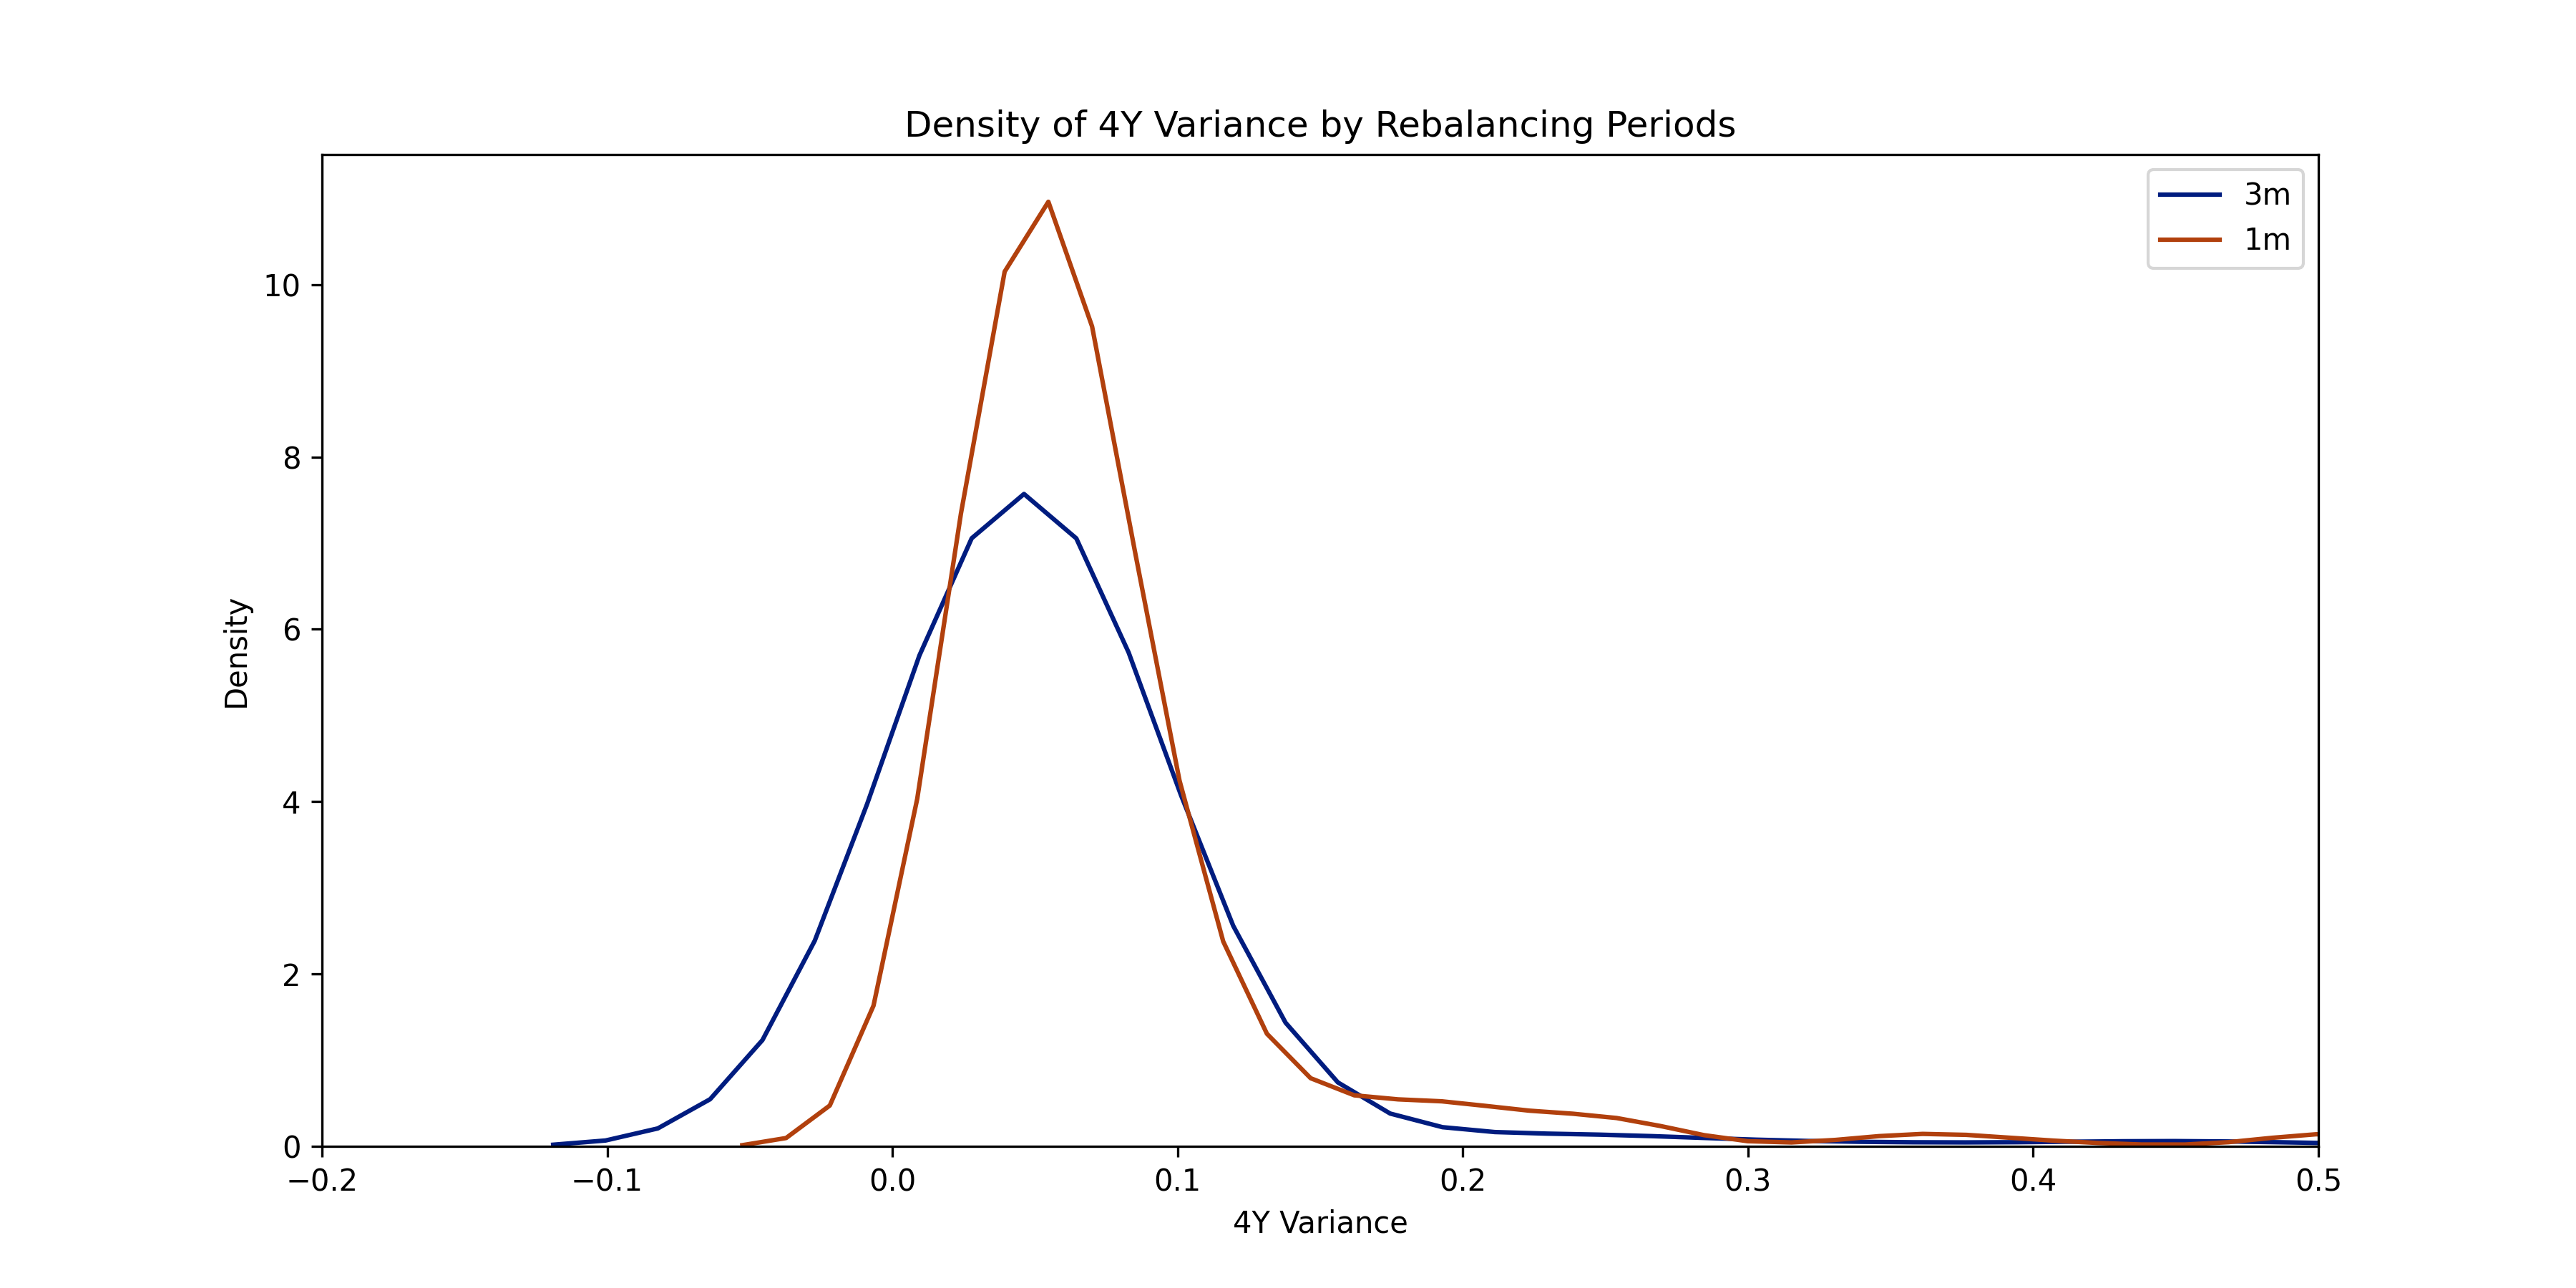 Density of 4Y Variance by Rebalancing Periods
3m
1m
Density
10
8
6
4
2
0
−0.2 −0.1 0.0 0.1 0.2 0.3 0.4 0.5
4Y Variance